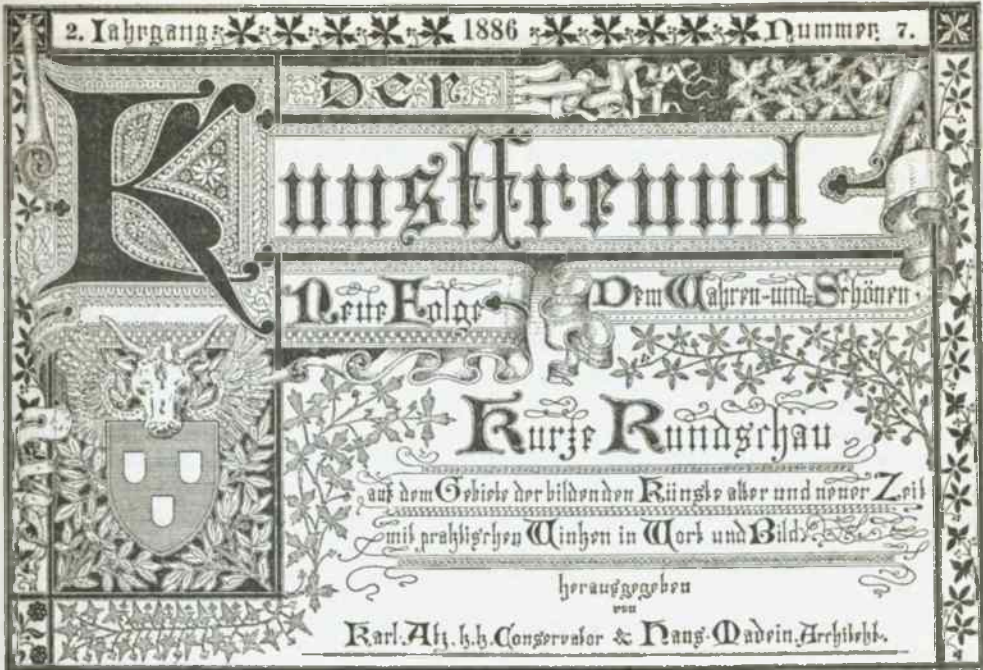 2. Jahrgang. 1886 Nummer 7.
Der
Kunstfreund
Neue Folge Dem Wahren und Schönen.
Kurze Rundschau
auf dem Gebiete der bildenden Künste alter und neuer Zeit
mit praktischen Winken in Wort und Bild.
herausgegeben
von
Karl Atz, k. k. Conservator & Hans Madein, Architekt.